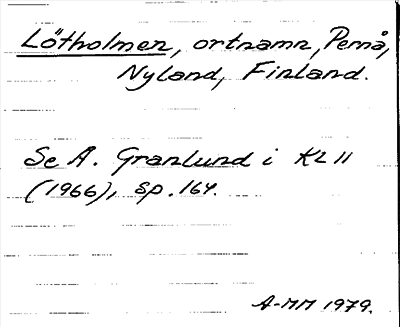 Lötholmen, ortnamn, Pernå,
Nyland, Finland.
Se A. Granlund i KL 11
(1966), sp. 164.
A-MM 1979.